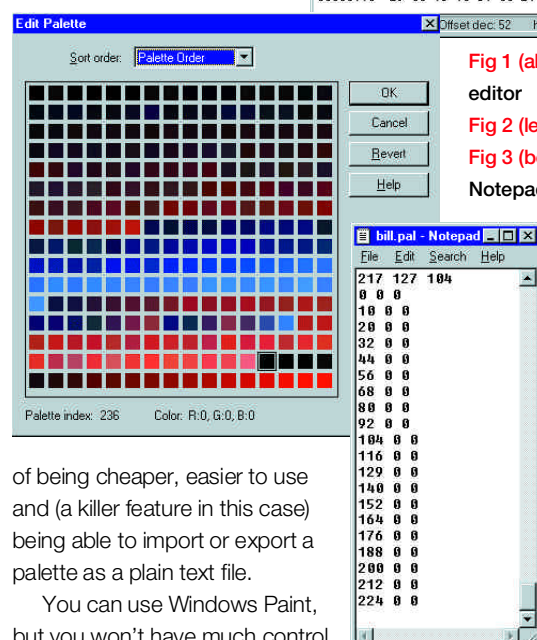 Offset dec: 52
Edit Palette
Sort order: Palette Order
OK
Cancel
Revert
Help
Palette index: 236 Color: R:0, G:0, B:0
Fig 1
editor
Fig 2
Fig 3
bill.pal - Notepad
File Edit Search Help
217 127 104
0 0 0
10 0 0
20 0 0
32 0 0
44 0 0
56 0 0
68 0 0
80 0 0
92 0 0
104 0 0
116 0 0
129 0 0
140 0 0
152 0 0
164 0 0
176 0 0
188 0 0
200 0 0
212 0 0
224 0 0
of being cheaper, easier to use
and (a killer feature in this case)
being able to import or export a
palette as a plain text file.
You can use Windows Paint,
but you won't have much control